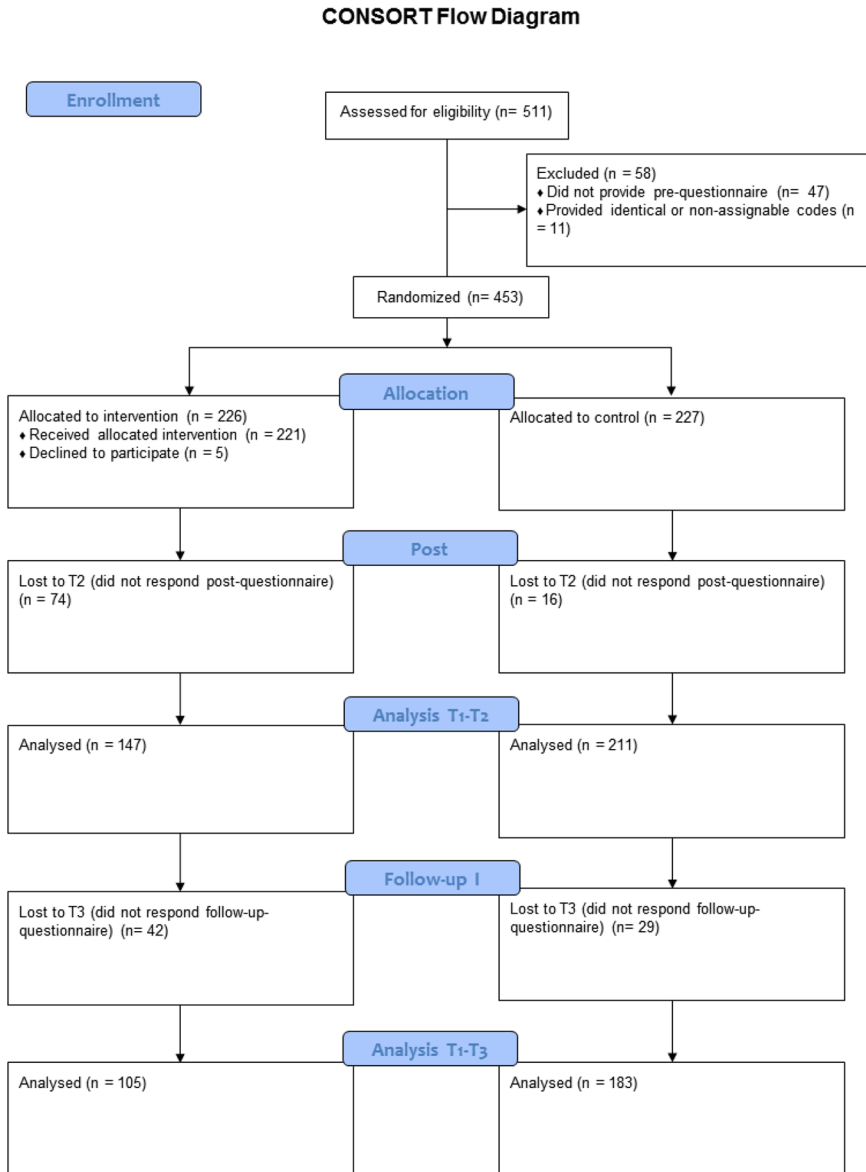 CONSORT Flow Diagram
Enrollment
Assessed for eligibility (n= 511)
Excluded (n = 58)
♦ Did not provide pre-questionnaire (n= 47)
♦ Provided identical or non-assignable codes (n
= 11)
Randomized (n= 453)
Allocation
Allocated to intervention (n = 226)
♦ Received allocated intervention (n = 221)
♦ Declined to participate (n = 5)
Allocated to control (n = 227)
Post
Lost to T2 (did not respond post-questionnaire)
(n = 74)
Lost to T2 (did not respond post-questionnaire)
(n = 16)
Analysis T1-T2
Analysed (n = 147)
Analysed (n = 211)
Follow-up I
Lost to T3 (did not respond follow-up-
questionnaire) (n= 42)
Lost to T3 (did not respond follow-up-
questionnaire) (n= 29)
Analysis T1-T3
Analysed (n = 105)
Analysed (n = 183)